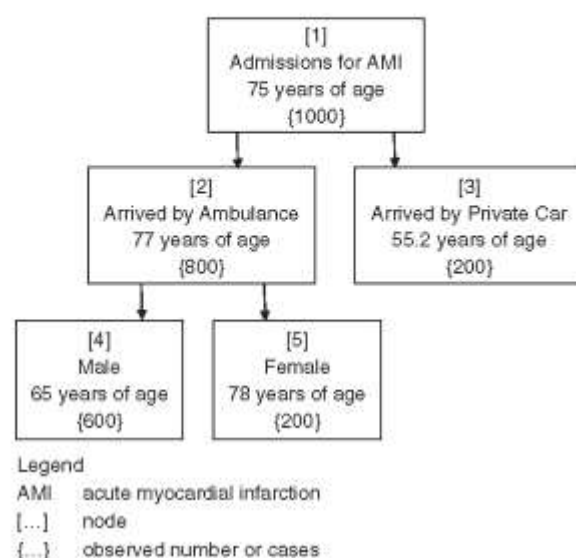 [1]
Admissions for AMI
75 years of age
{1000}
[2]
Arrived by Ambulance
77 years of age
{800}
[3]
Arrived by Private Car
55.2 years of age
{200}
[4]
Male
65 years of age
{600}
[5]
Female
78 years of age
{200}
Legend
AMI acute myocardial infarction
[...] node
{...} observed number or cases